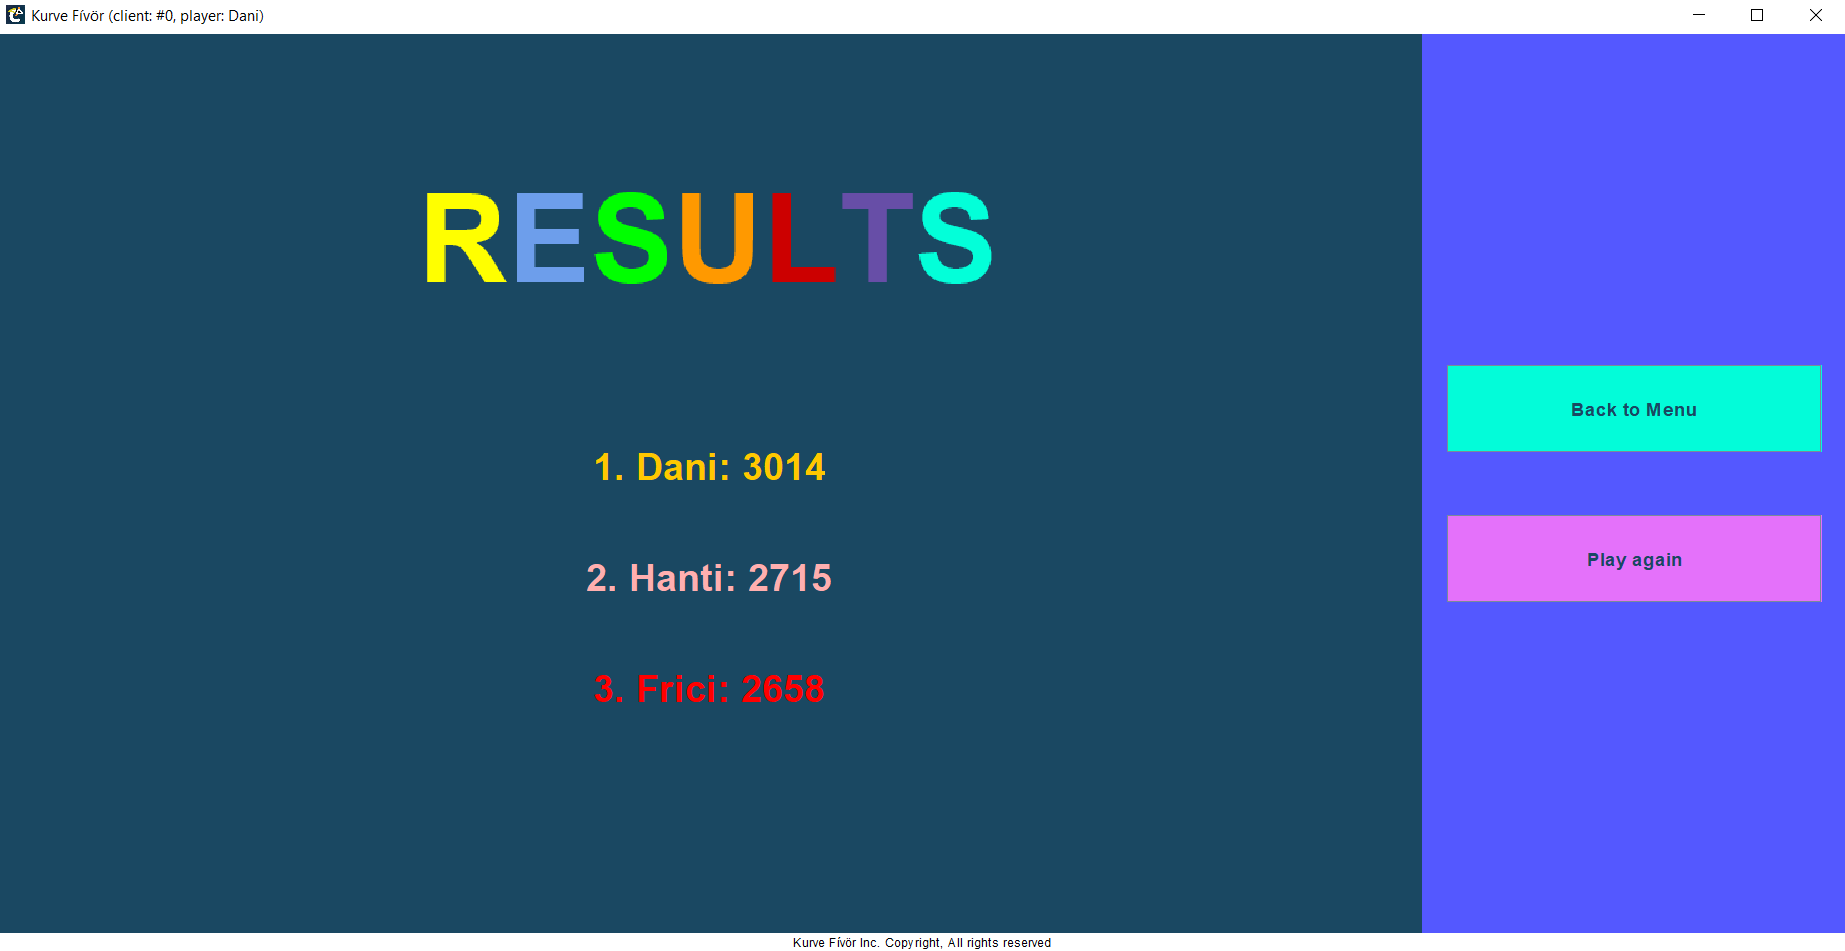 Kurve Fívör (client: #0, player: Dani)
RESULTS
1. Dani: 3014
2. Hanti: 2715
3. Frici: 2658
Back to Menu
Play again
Kurve Fívör Inc. Copyright, All rights reserved